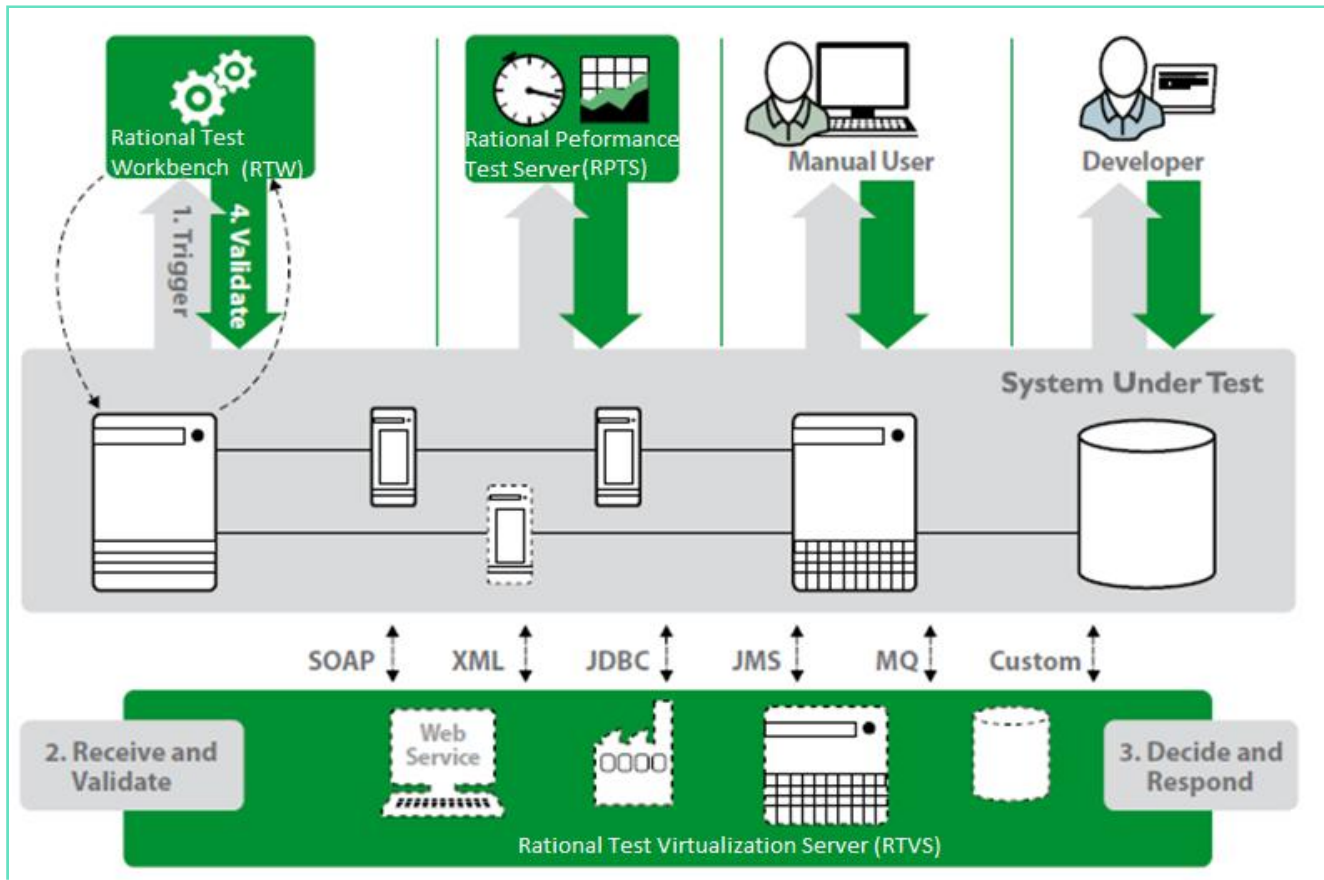 Rational Test
Workbench (RTW)
Rational Peformance
Test Server (RPTS)
Manual User
Developer
1. Trigger
4. Validate
System Under Test
SOAP
XML
JDBC
JMS
MQ
Custom
2. Receive and
Validate
Web
Service
3. Decide and
Respond
Rational Test Virtualization Server (RTVS)